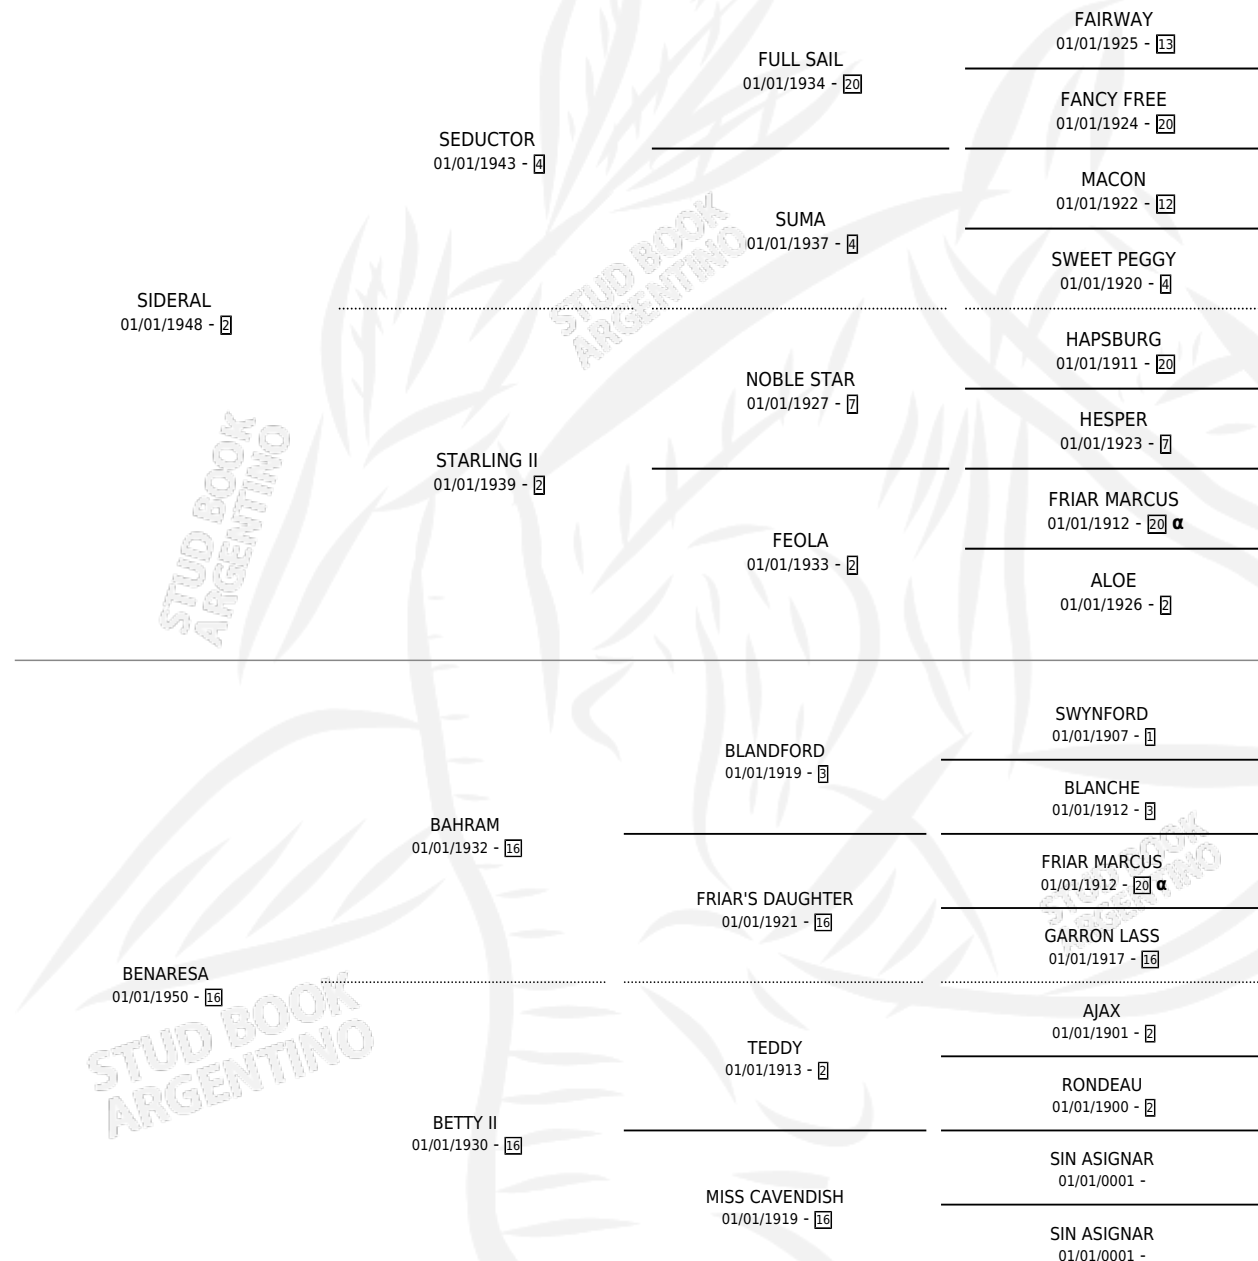 FAIRWAY
01/01/1925 - 13
FULL SAIL
01/01/1934 - 20
FANCY FREE
01/01/1924 - 20
SEDUCTOR
01/01/1943 - 4
MACON
01/01/1922 - 12
SUMA
01/01/1937 - 4
SWEET PEGGY
01/01/1920 - 4
SIDERAL
01/01/1948 - 2
HAPSBURG
01/01/1911 - 20
NOBLE STAR
01/01/1927 - 7
HESPER
01/01/1923 - 7
STARLING II
01/01/1939 - 2
FRIAR MARCUS
01/01/1912 - 20 α
FEOLA
01/01/1933 - 2
ALOE
01/01/1926 - 2
STUD BOOK
ARGENTINO
STUD BOOK
ARGENTINO
SWYNFORD
01/01/1907 - 1
BLANDFORD
01/01/1919 - 3
BLANCHE
01/01/1912 - 3
BAHRAM
01/01/1932 - 16
FRIAR MARCUS
01/01/1912 - 20 α
FRIAR'S DAUGHTER
01/01/1921 - 16
GARRON LASS
01/01/1917 - 16
BENARESA
01/01/1950 - 16
AJAX
01/01/1901 - 2
TEDDY
01/01/1913 - 2
RONDEAU
01/01/1900 - 2
BETTY II
01/01/1930 - 16
SIN ASIGNAR
01/01/0001 -
MISS CAVENDISH
01/01/1919 - 16
SIN ASIGNAR
01/01/0001 -
STUD BOOK
ARGENTINO
STUD BOOK
ARGENTINO